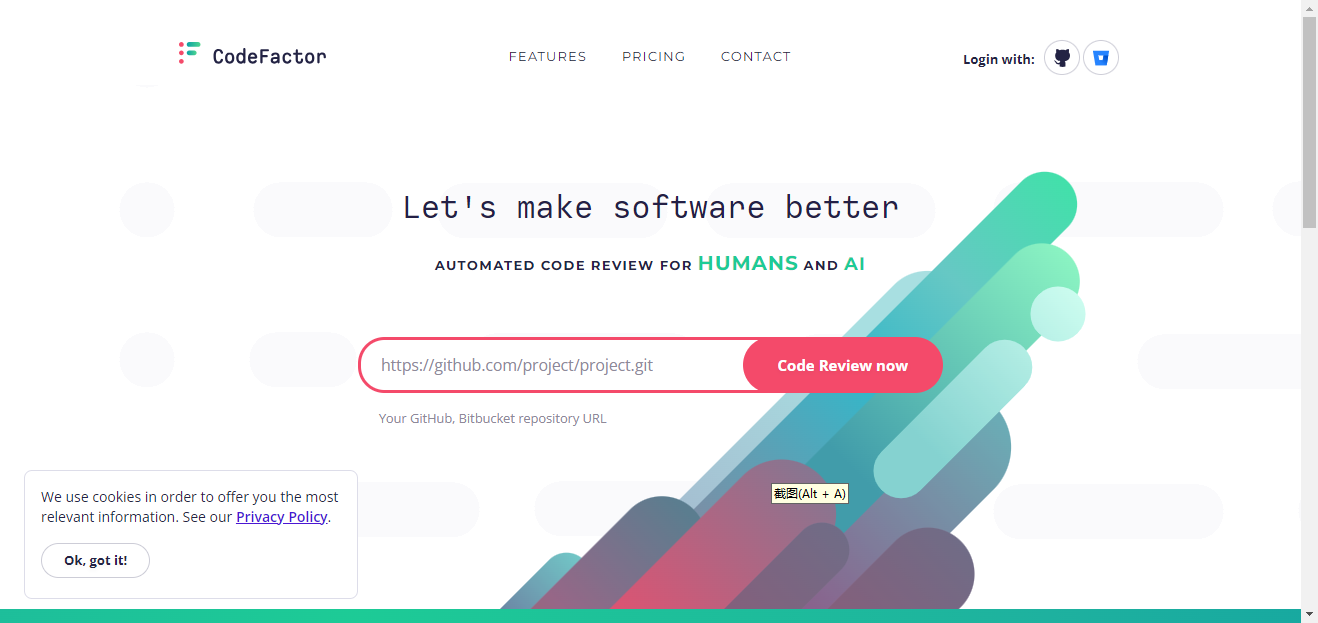 CodeFactor
FEATURES PRICING CONTACT
Login with:
Let's make software better
AUTOMATED CODE REVIEW FOR HUMANS AND AI
https://github.com/project/project.git
Code Review now
Your GitHub, Bitbucket repository URL
截图(Alt + A)
We use cookies in order to offer you the most
relevant information. See our Privacy Policy.
Ok, got it!